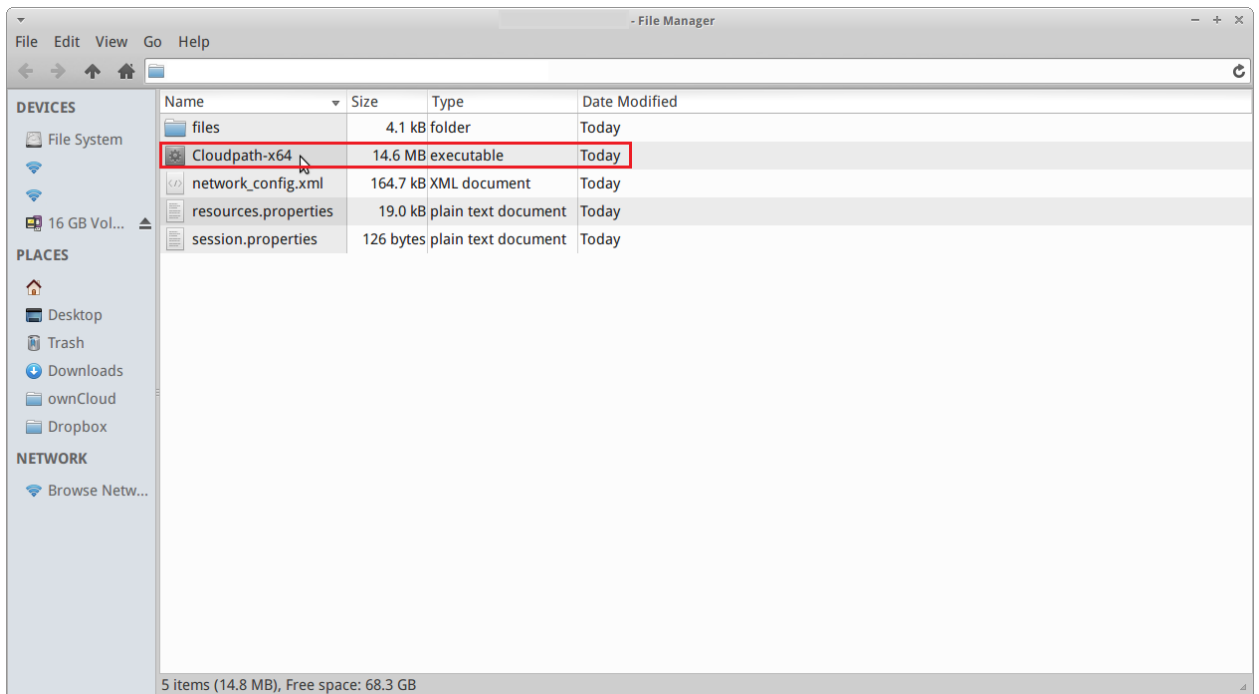 - File Manager
File Edit View Go Help
DEVICES
File System
16 GB Vol...
PLACES
Desktop
Trash
Downloads
ownCloud
Dropbox
NETWORK
Browse Netw...
Name Size Type Date Modified
files 4.1 kB folder Today
Cloudpath-x64 14.6 MB executable Today
network_config.xml 164.7 kB XML document Today
resources.properties 19.0 kB plain text document Today
session.properties 126 bytes plain text document Today
5 items (14.8 MB), Free space: 68.3 GB